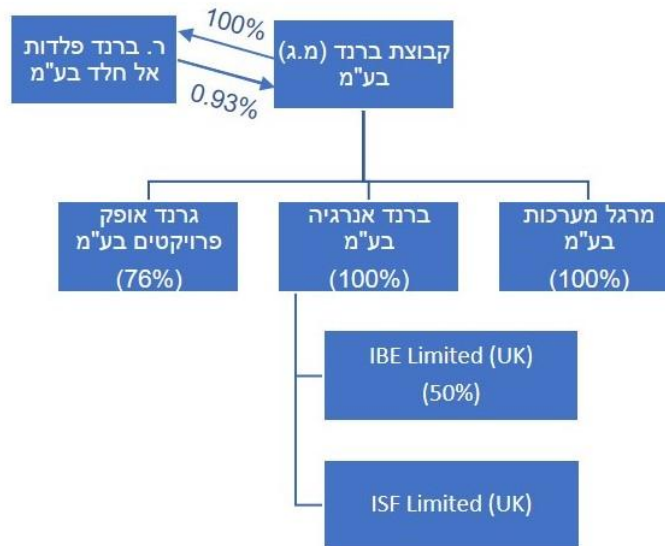 קבוצת ברנד (מ.ג)
בע"מ
100%
0.93%
ר. ברנד פלדות
אל חלד בע"מ
מרגל מערכות
בע"מ
(100%)
ברנד אנרגיה
בע"מ
(100%)
גרנד אופק
פרויקטים בע"מ
(76%)
IBE Limited (UK)
(50%)
ISF Limited (UK)